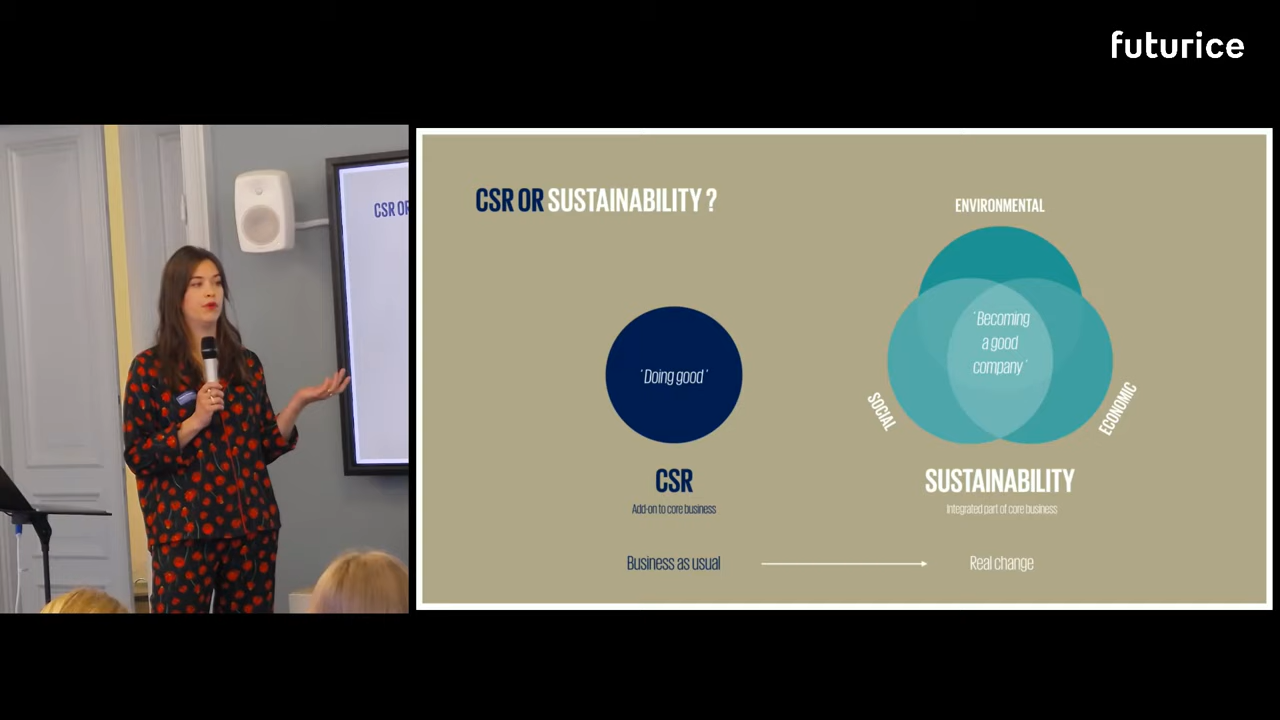 futurice
CSR OR
CSR OR SUSTAINABILITY ?
ENVIRONMENTAL
'Becoming
a good
company'
'Doing good'
SOCIAL
ECONOMIC
CSR
SUSTAINABILITY
Add-on to core business
Integrated part of core business
Business as usual
Real change